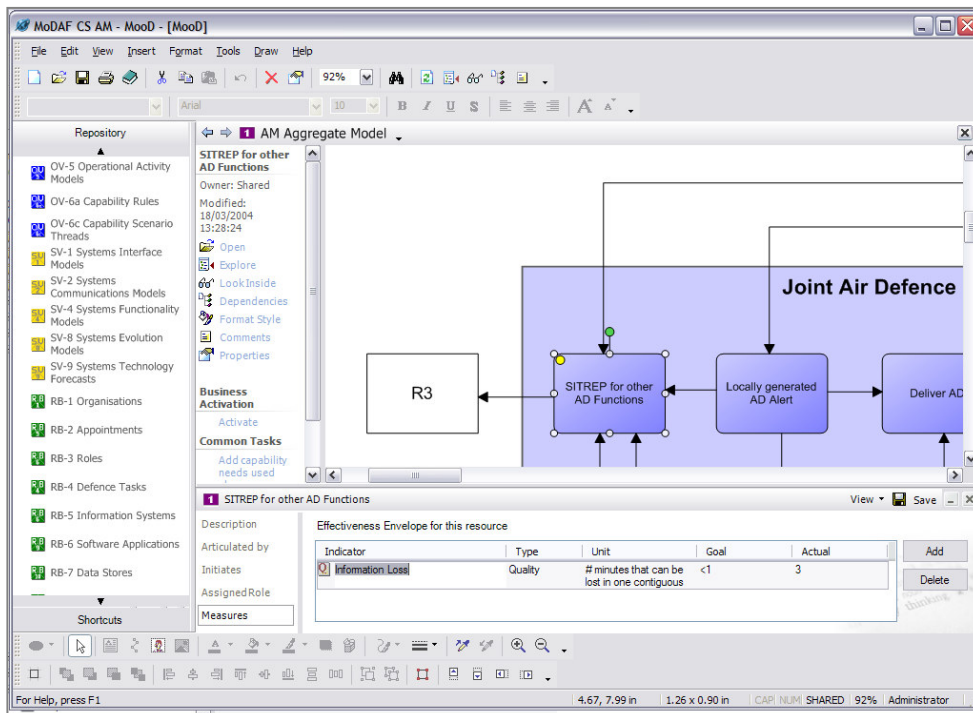 MoDAF CS AM - MooD - [MooD]
File Edit View Insert Format Tools Draw Help
92%
Arial 10 B I U S A A
Repository
OV-5 Operational Activity
Models
OV-6a Capability Rules
OV-6c Capability Scenario
Threads
SV-1 Systems Interface
Models
SV-2 Systems
Communications Models
SV-4 Systems Functionality
Models
SV-8 Systems Evolution
Models
SV-9 Systems Technology
Forecasts
RB-1 Organisations
RB-2 Appointments
RB-3 Roles
RB-4 Defence Tasks
RB-5 Information Systems
RB-6 Software Applications
RB-7 Data Stores
Shortcuts
1 AM Aggregate Model
SITREP for other
AD Functions
Owner: Shared
Modified:
18/03/2004
13:28:24
Open
Explore
Look Inside
Dependencies
Format Style
Comments
Properties
Business
Activation
Activate
Common Tasks
Add capability
needs used
Joint Air Defence
R3
SITREP for other
AD Functions
Locally generated
AD Alert
Deliver AD
1 SITREP for other AD Functions
View Save
Description
Articulated by
Initiates
Assigned Role
Measures
Effectiveness Envelope for this resource
Indicator Type Unit Goal Actual
Information Loss Quality # minutes that can be <1 3
lost in one contiguous
Add
Delete
thinking
For Help, press F1
4.67, 7.99 in 1.26 x 0.90 in CAP NUM SHARED 92% Administrator